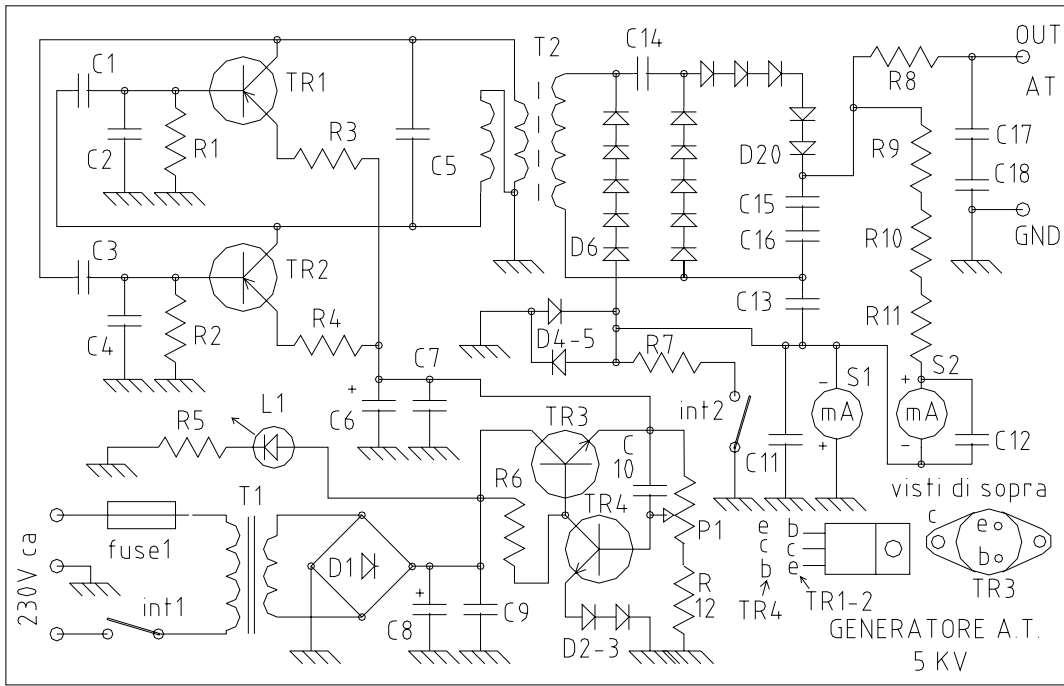 OUT
T2
C14
C1
TR1
R8
AT
R3
C17
C2
R1
C5
D20
R9
C18
C15
C3
D6
C16
R10
GND
TR2
C13
R11
R4
D4-5
R7
C4
R2
C7
- S1
+ S2
mA
mA
+
-
+
C6
int2
L1
R5
TR3
C
10
C11
C12
R6
TR4
visti di sopra
T1
P1
e b
c c
b e
c
e
b
fuse1
D1
230V ca
int1
+
C8
C9
R
12
TR4
TR1-2
TR3
D2-3
GENERATORE A.T.
5 KV